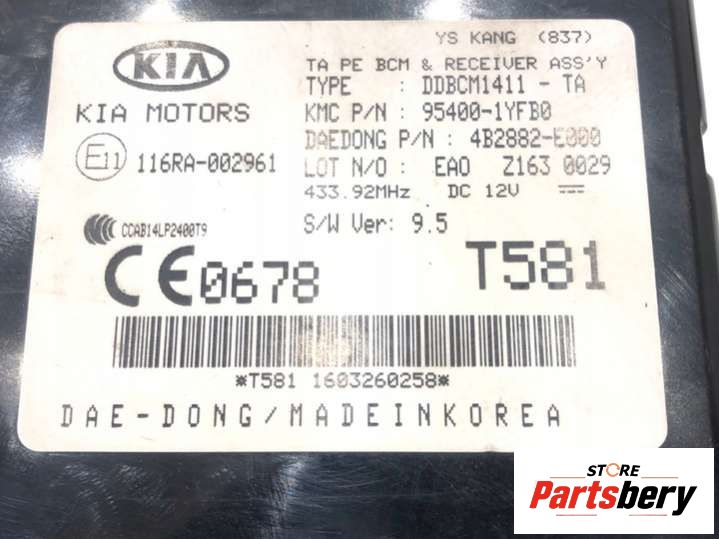 YS KANG (837)
KIA
TA PE BCM & RECEIVER ASS'Y
TYPE : DDBCM1411 - TA
KIA MOTORS
KMC P/N : 95400-1YFB0
DAEDONG P/N : 4B2882-E000
E11 116RA-002961
LOT N/O : EAO Z163 0029
433.92MHz DC 12V
CCAB14LP2400T9
S/W Ver: 9.5
CE0678
T581
*T581 1603260258*
DAE-DONG/MADEINKOREA
STORE
Partsbery